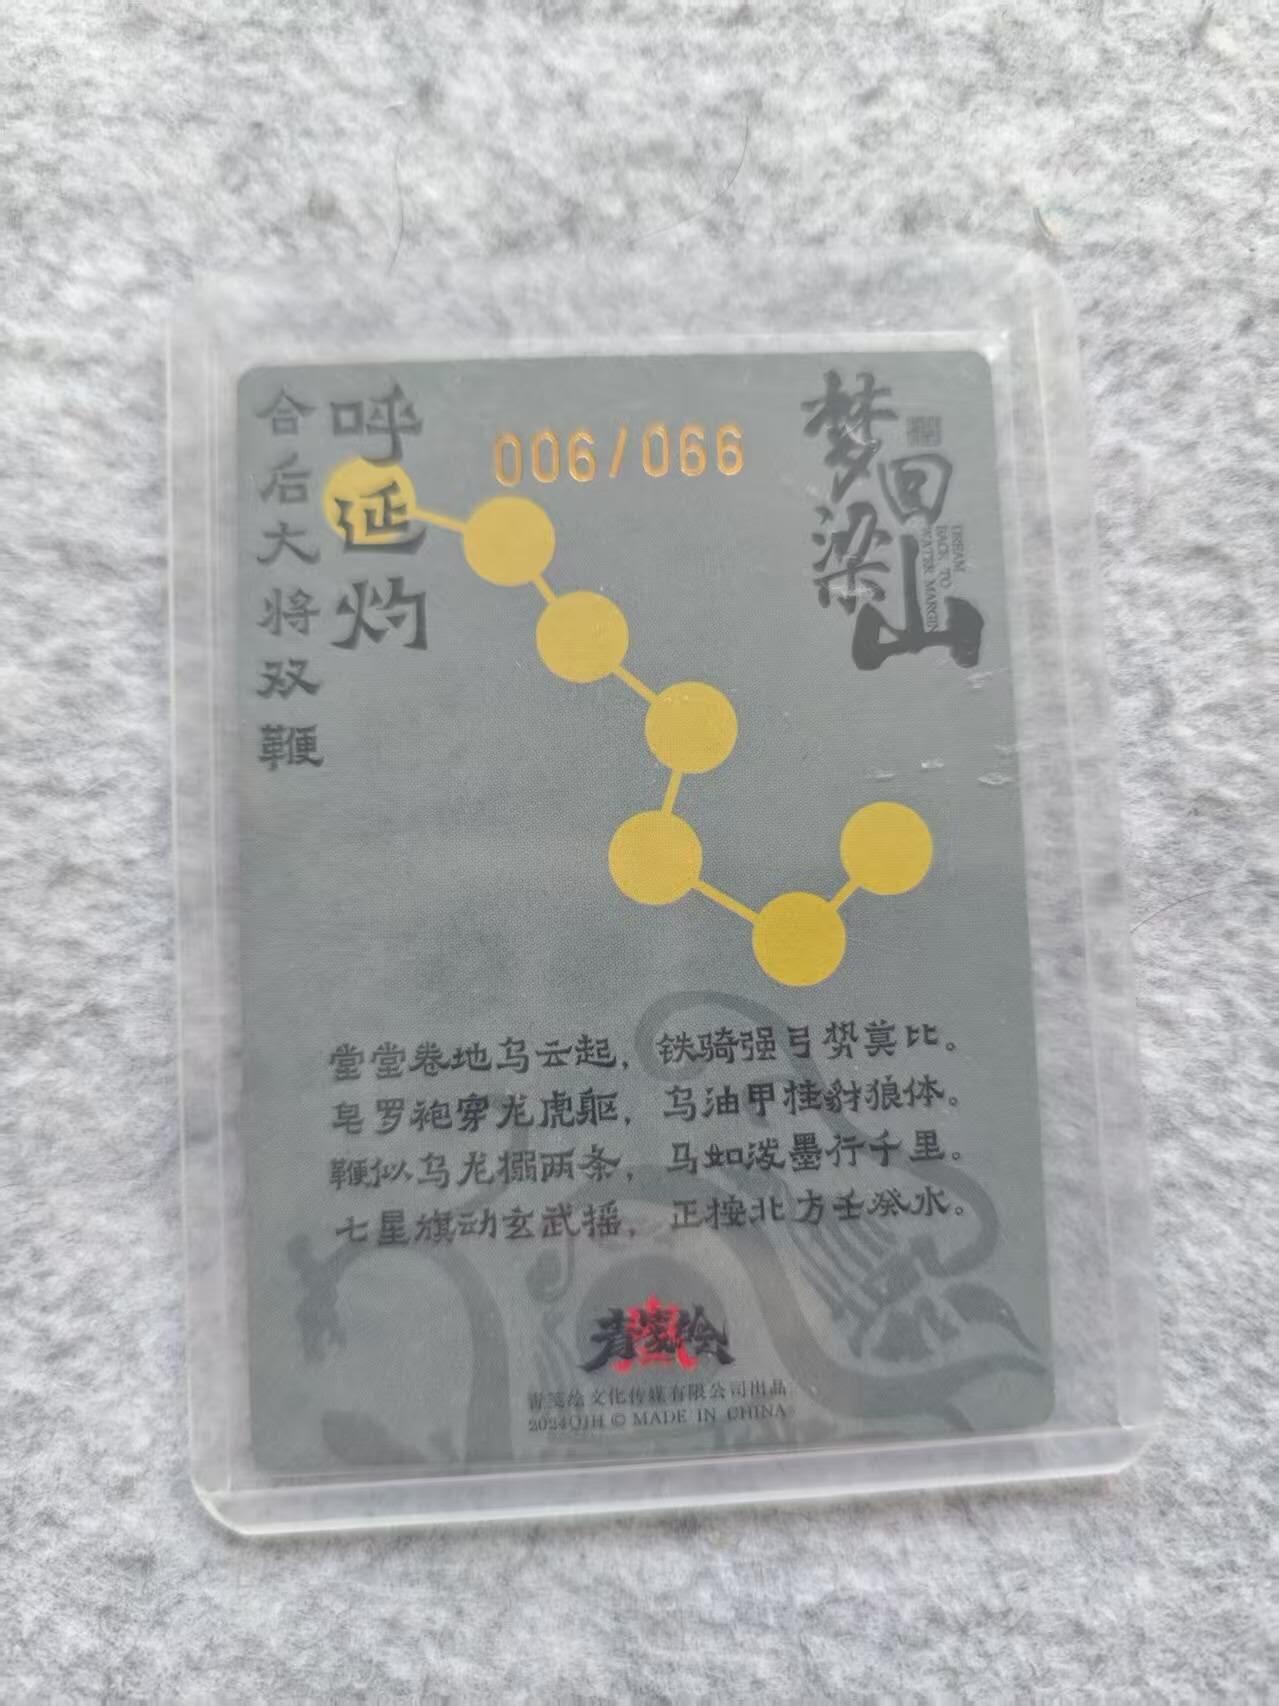 合后大将双鞭
呼延灼
006/066
梦回梁山
DREAM
BACK TO
WATER MARGIN
堂堂卷地乌云起，铁骑强弓势莫比。
皂罗袍穿龙虎躯，乌油甲挂豺狼体。
鞭似乌龙搦两条，马如泼墨行千里。
七星旗动玄武摇，正按北方壬癸水。
青笺绘
青笺绘文化传媒有限公司出品
2024QJH © MADE IN CHINA